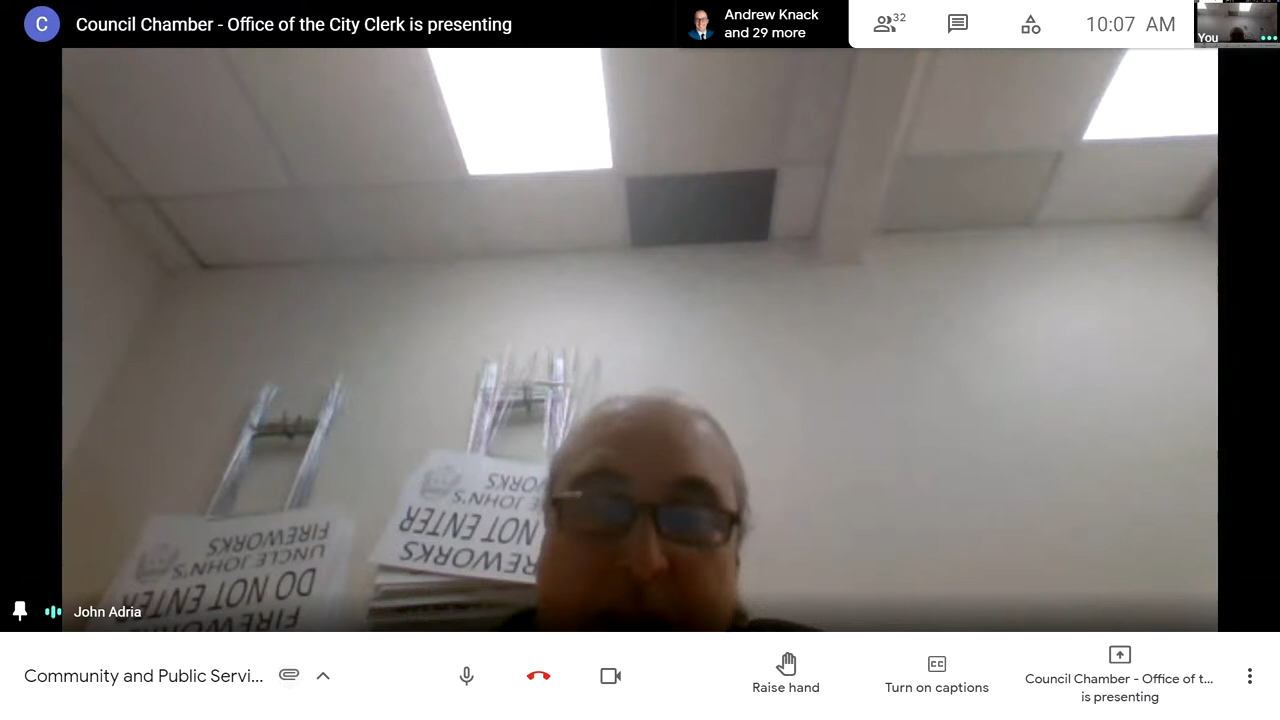 C
Council Chamber - Office of the City Clerk is presenting
Andrew Knack
and 29 more
32
10:07 AM
You
FIREWORKS
DO NOT ENTER
UNCLE JOHN'S
FIREWORKS
NOT ENTER
JOHN'S
John Adria
Community and Public Servi...
Raise hand
CC
Turn on captions
Council Chamber - Office of t...
is presenting